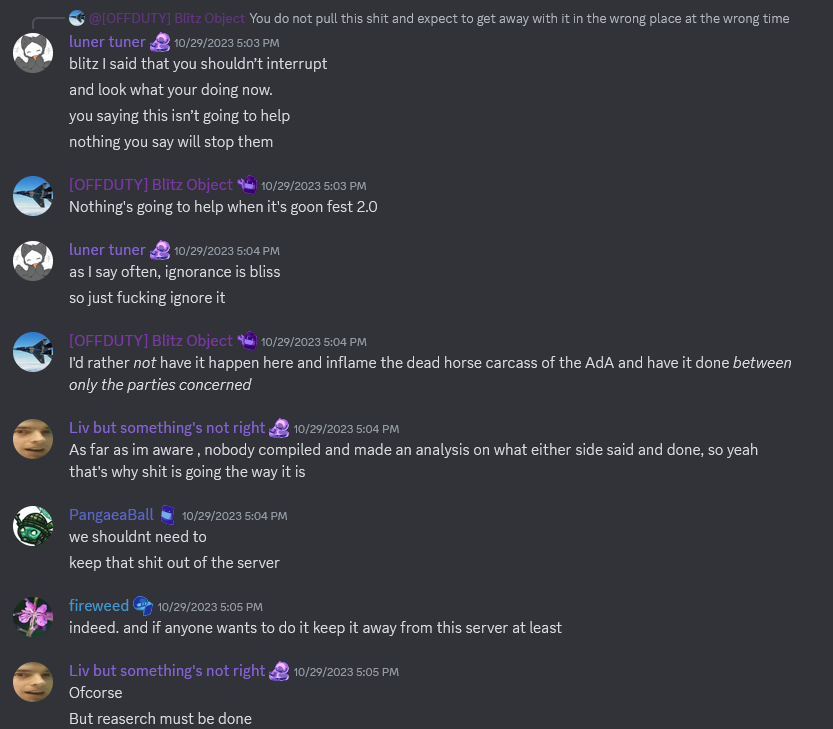 @[OFFDUTY] Blitz Object You do not pull this shit and expect to get away with it in the wrong place at the wrong time
luner tuner 10/29/2023 5:03 PM
blitz I said that you shouldn't interrupt
and look what your doing now.
you saying this isn't going to help
nothing you say will stop them
[OFFDUTY] Blitz Object 10/29/2023 5:03 PM
Nothing's going to help when it's goon fest 2.0
luner tuner 10/29/2023 5:04 PM
as I say often, ignorance is bliss
so just fucking ignore it
[OFFDUTY] Blitz Object 10/29/2023 5:04 PM
I'd rather not have it happen here and inflame the dead horse carcass of the AdA and have it done between
only the parties concerned
Liv but something's not right 10/29/2023 5:04 PM
As far as im aware , nobody compiled and made an analysis on what either side said and done, so yeah
that's why shit is going the way it is
PangaeaBall 10/29/2023 5:04 PM
we shouldnt need to
keep that shit out of the server
fireweed 10/29/2023 5:05 PM
indeed. and if anyone wants to do it keep it away from this server at least
Liv but something's not right 10/29/2023 5:05 PM
Ofcorse
But reaserch must be done